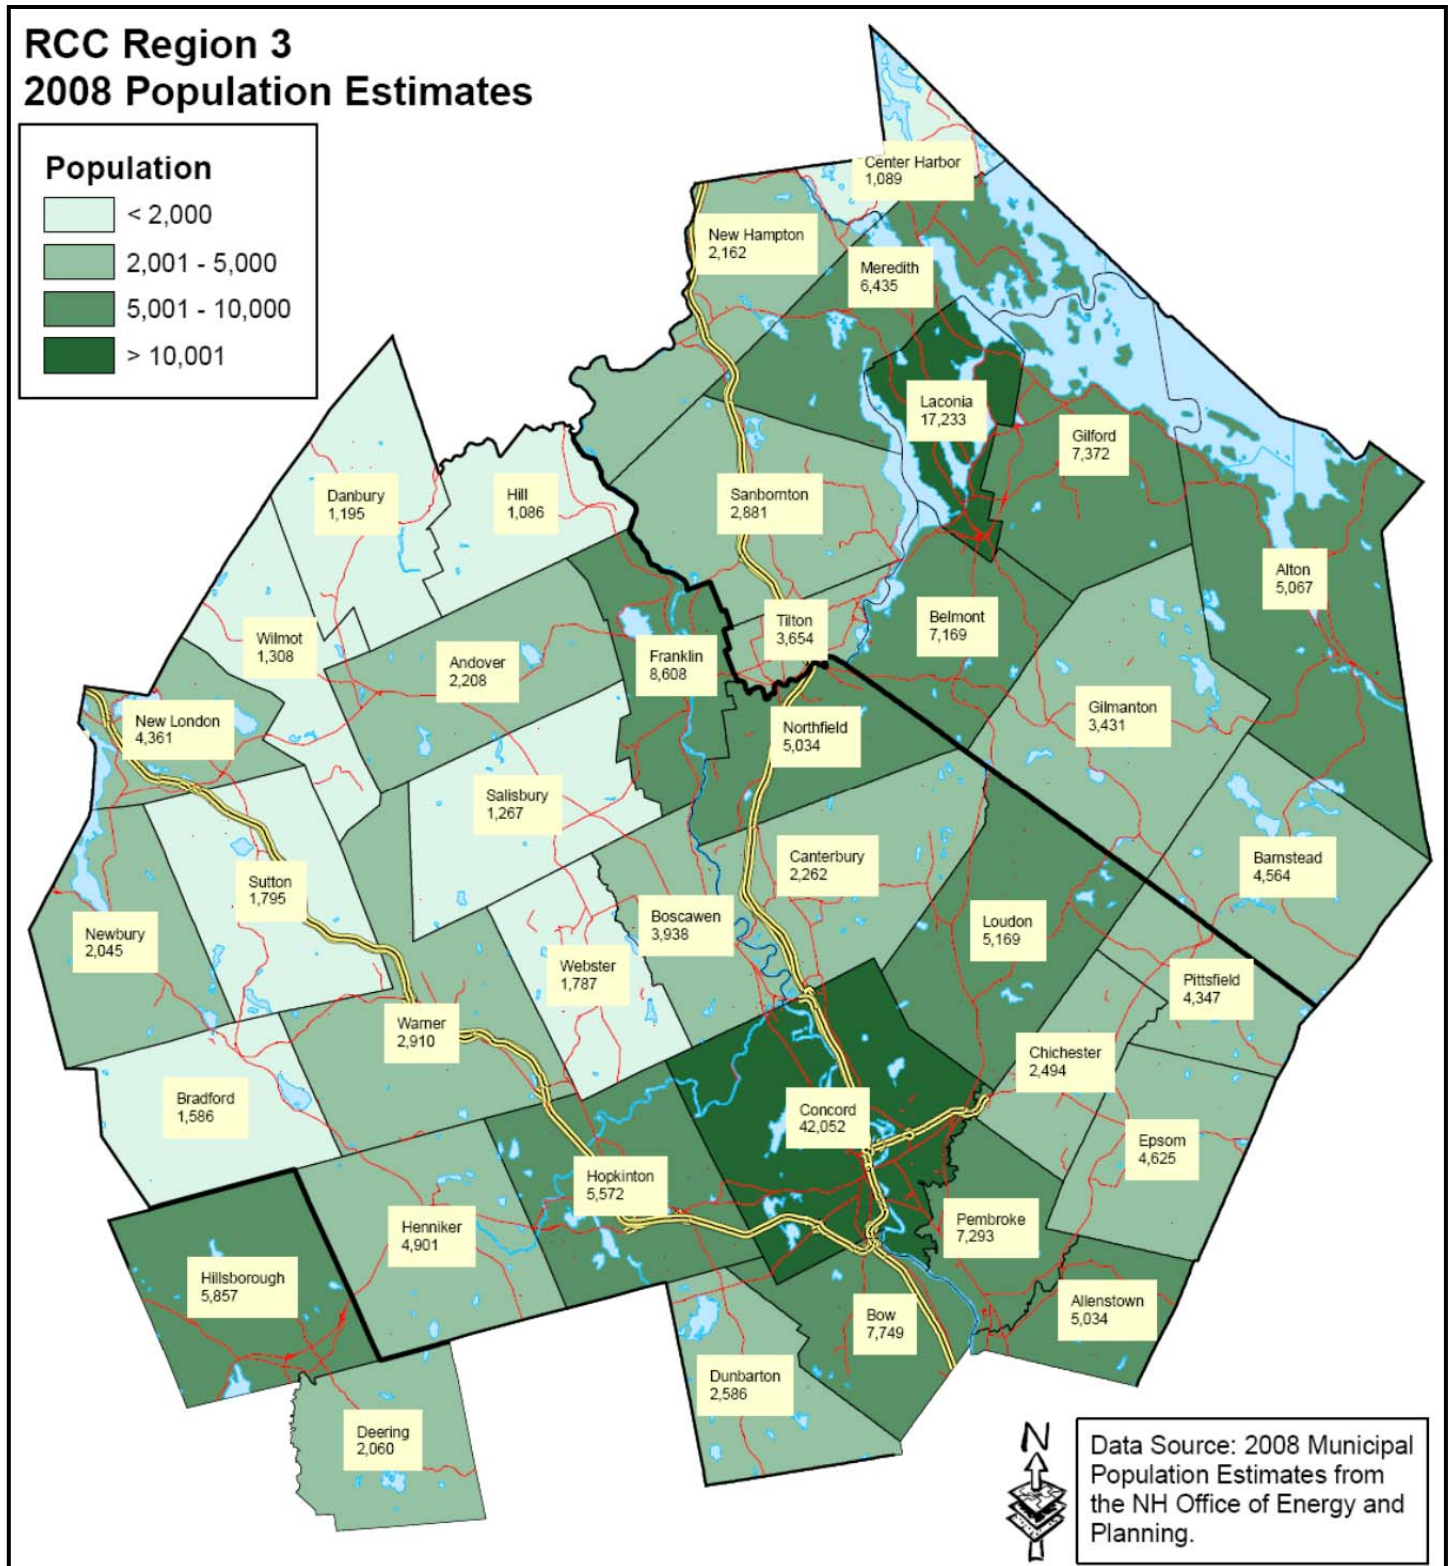 RCC Region 3
2008 Population Estimates
Population
< 2,000
2,001 - 5,000
5,001 - 10,000
> 10,001
Center Harbor
1,089
New Hampton
2,162
Meredith
6,435
Laconia
17,233
Gilford
7,372
Danbury
1,195
Hill
1,086
Sanbornton
2,881
Alton
5,067
Wilmot
1,308
Andover
2,208
Franklin
8,608
Tilton
3,654
Belmont
7,169
New London
4,361
Northfield
5,034
Gilmanton
3,431
Salisbury
1,267
Canterbury
2,262
Barnstead
4,564
Sutton
1,795
Newbury
2,045
Boscawen
3,938
Loudon
5,169
Webster
1,787
Pittsfield
4,347
Warner
2,910
Chichester
2,494
Bradford
1,586
Concord
42,052
Epsom
4,625
Hopkinton
5,572
Henniker
4,901
Pembroke
7,293
Hillsborough
5,857
Bow
7,749
Allenstown
5,034
Dunbarton
2,586
Deering
2,060
N
Data Source: 2008 Municipal
Population Estimates from
the NH Office of Energy and
Planning.